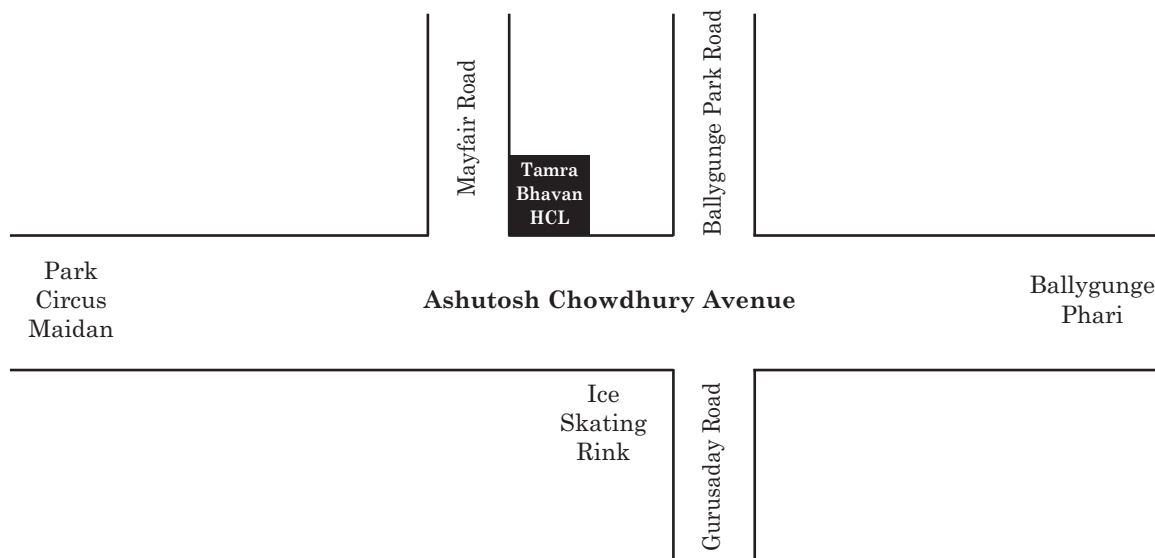 Mayfair Road
Ballygunge Park Road
Tamra
Bhavan
HCL
Park
Circus
Maidan
Ashutosh Chowdhury Avenue
Ballygunge
Phari
Ice
Skating
Rink
Gurusaday Road